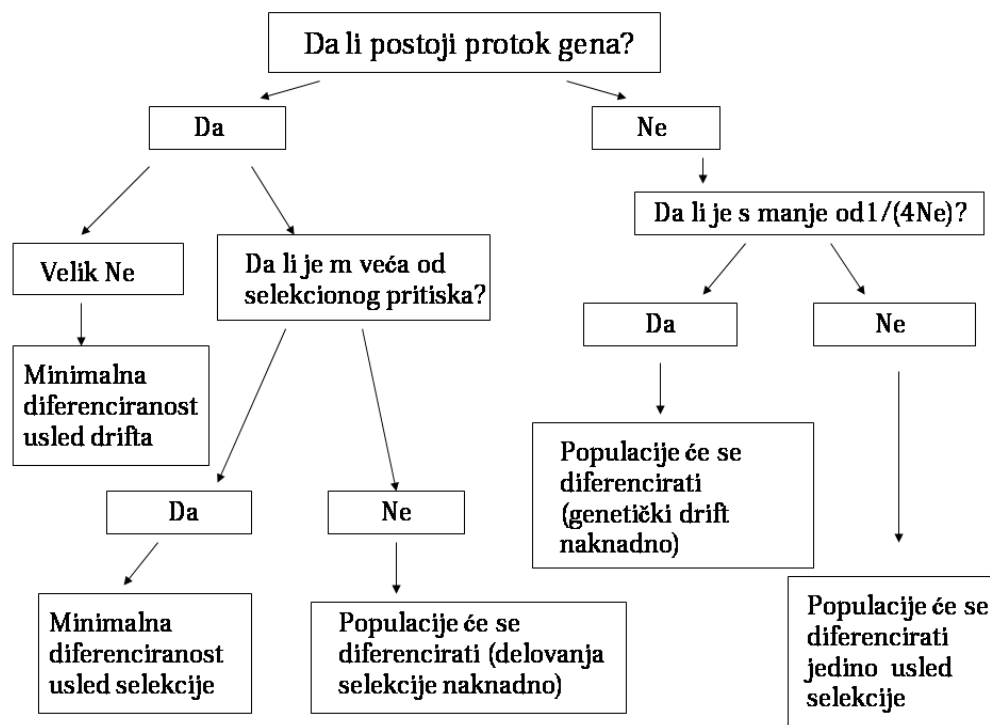 Da li postoji protok gena?
Da
Ne
Da li je s manje od1/(4Ne)?
Velik Ne
Da li je m veća od
selekcionog pritiska?
Da
Ne
Minimalna
diferenciranost
usled drifta
Populacije će se
diferencirati
(genetički drift
naknadno)
Da
Ne
Minimalna
diferenciranost
usled selekcije
Populacije će se
diferencirati (delovanja
selekcije naknadno)
Populacije će se
diferencirati
jedino usled
selekcije